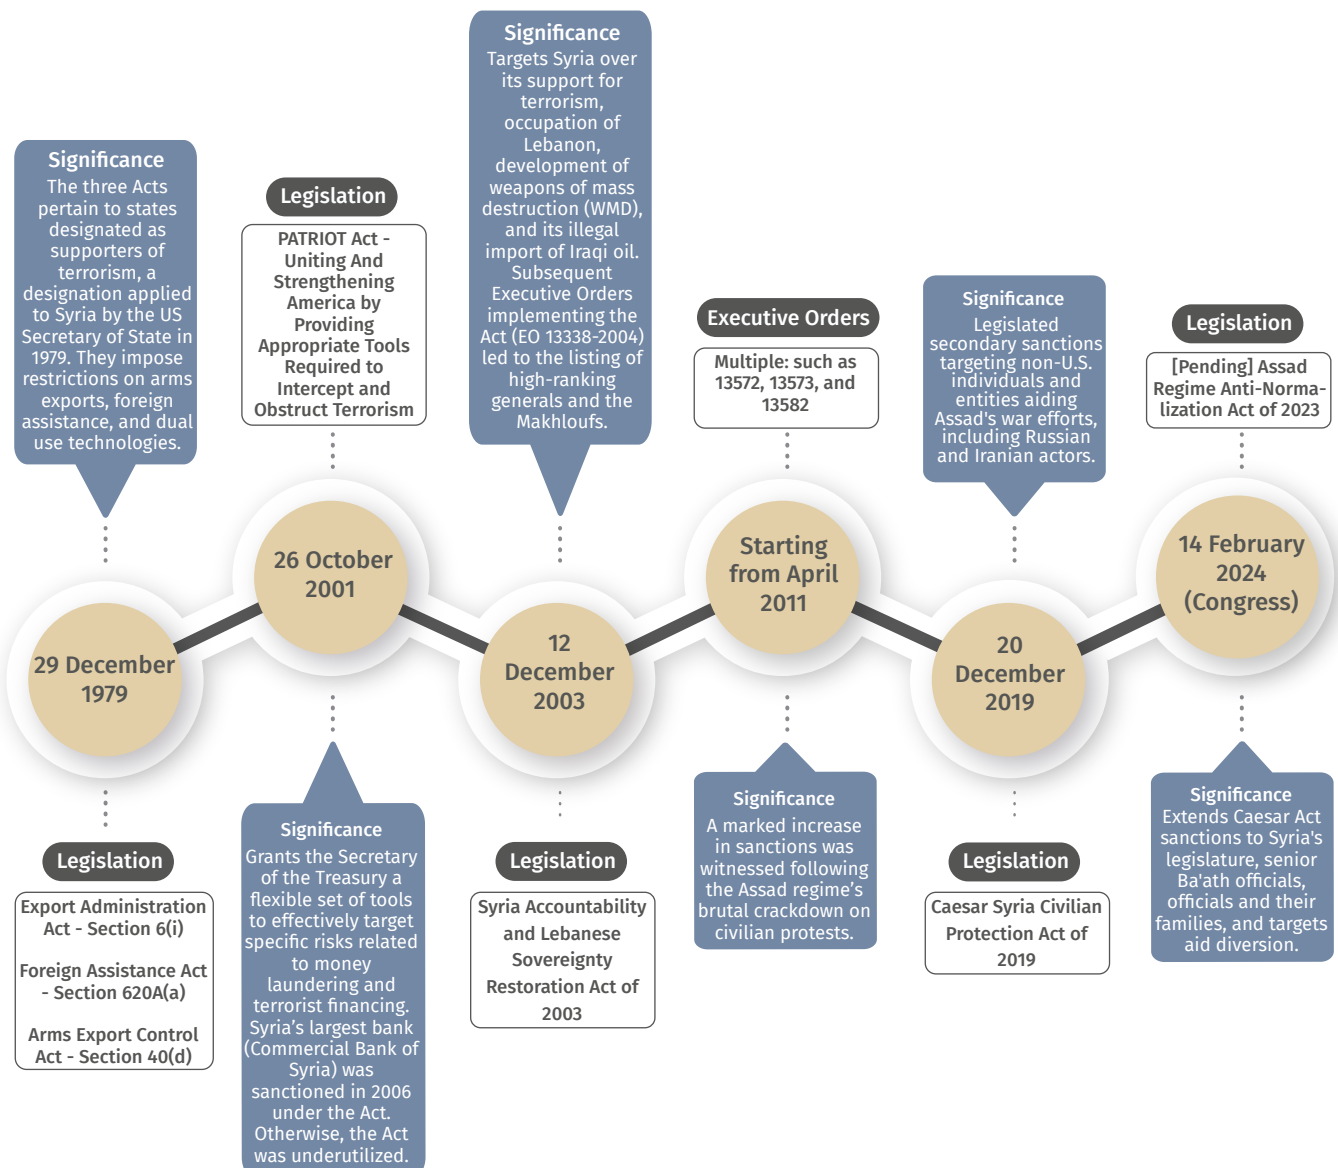 Significance
The three Acts
pertain to states
designated as
supporters of
terrorism, a
designation applied
to Syria by the US
Secretary of State in
1979. They impose
restrictions on arms
exports, foreign
assistance, and dual
use technologies.
29 December
1979
Legislation
Export Administration
Act - Section 6(i)
Foreign Assistance Act
- Section 620A(a)
Arms Export Control
Act - Section 40(d)
Legislation
PATRIOT Act -
Uniting And
Strengthening
America by
Providing
Appropriate Tools
Required to
Intercept and
Obstruct Terrorism
26 October
2001
Significance
Grants the Secretary
of the Treasury a
flexible set of tools
to effectively target
specific risks related
to money
laundering and
terrorist financing.
Syria’s largest bank
(Commercial Bank of
Syria) was
sanctioned in 2006
under the Act.
Otherwise, the Act
was underutilized.
Significance
Targets Syria over
its support for
terrorism,
occupation of
Lebanon,
development of
weapons of mass
destruction (WMD),
and its illegal
import of Iraqi oil.
Subsequent
Executive Orders
implementing the
Act (EO 13338-2004)
led to the listing of
high-ranking
generals and the
Makhloufs.
12
December
2003
Legislation
Syria Accountability
and Lebanese
Sovereignty
Restoration Act of
2003
Executive Orders
Multiple: such as
13572, 13573, and
13582
Starting
from April
2011
Significance
A marked increase
in sanctions was
witnessed following
the Assad regime’s
brutal crackdown on
civilian protests.
Significance
Legislated
secondary sanctions
targeting non-U.S.
individuals and
entities aiding
Assad's war efforts,
including Russian
and Iranian actors.
20
December
2019
Legislation
Caesar Syria Civilian
Protection Act of
2019
Legislation
[Pending] Assad
Regime Anti-Norma-
lization Act of 2023
14 February
2024
(Congress)
Significance
Extends Caesar Act
sanctions to Syria's
legislature, senior
Ba'ath officials,
officials and their
families, and targets
aid diversion.